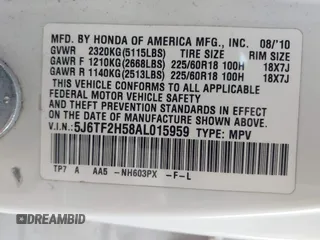 MFD. BY HONDA OF AMERICA MFG., INC. 08/'10
GVWR 2320KG(5115LBS) TIRE SIZE RIM SIZE
GAWR F 1210KG(2668LBS) 225/60R18 100H 18X7J
GAWR R 1140KG(2513LBS) 225/60R18 100H 18X7J
THIS VEHICLE CONFORMS TO ALL APPLICABLE
FEDERAL MOTOR VEHICLE SAFETY AND THEFT
PREVENTION STANDARDS IN EFFECT ON THE DATE
OF MANUFACTURE SHOWN ABOVE.
V.I.N.: 5J6TF2H58AL015959 TYPE: MPV
TP7 A AA5 -NH603PX -F-L
DREAMBID